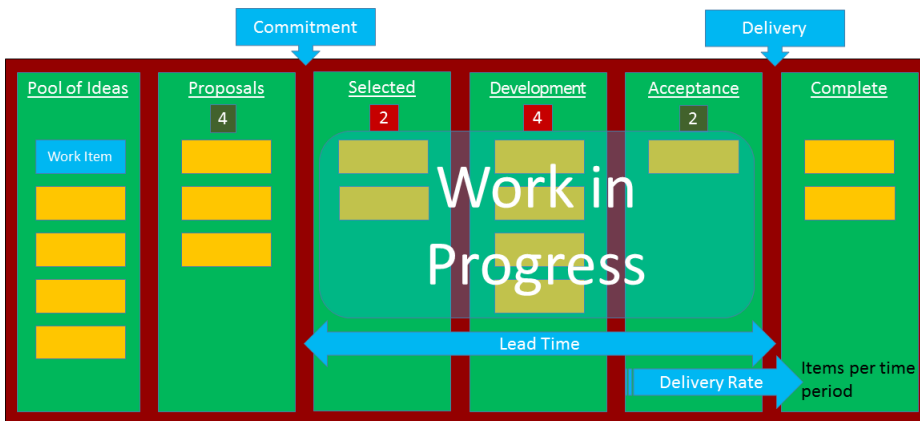 Commitment
Delivery
Pool of Ideas
Proposals
Selected
Development
Acceptance
Complete
4
2
4
2
Work Item
Work in
Progress
Lead Time
Delivery Rate
Items per time
period